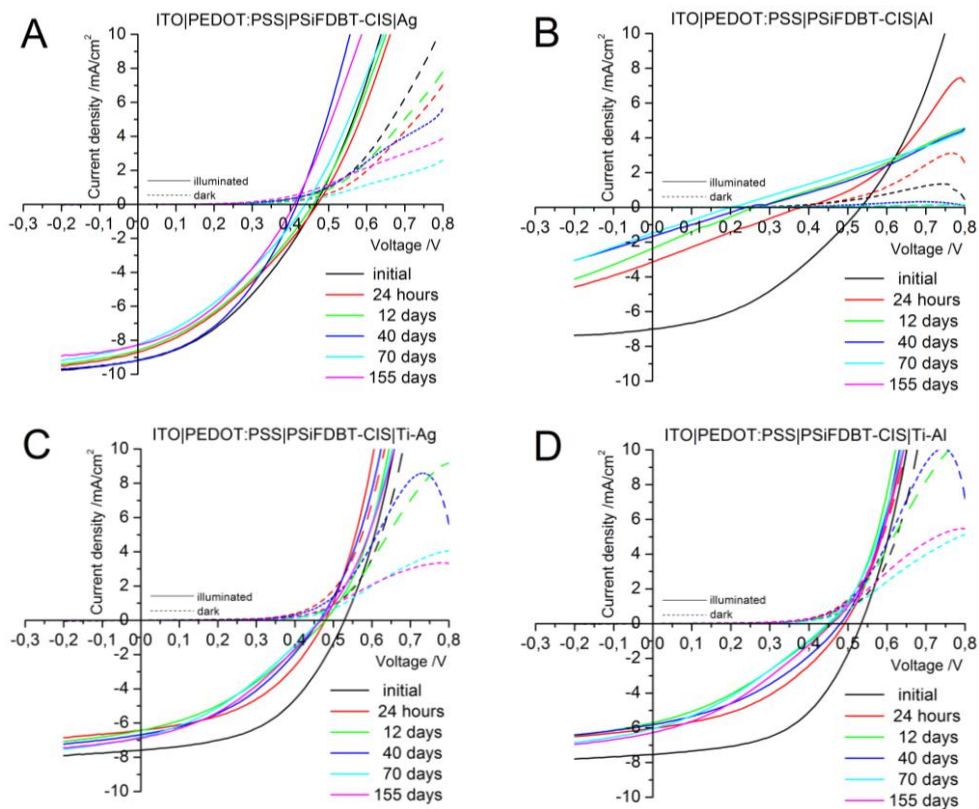 A
ITO|PEDOT:PSS|PSiFDBT-CIS|Ag
Current density /mA/cm²
10
8
6
4
2
0
-2
-4
-6
-8
-10
-0,3 -0,2 -0,1 0,0 0,1 0,2 0,3 0,4 0,5 0,6 0,7 0,8
Voltage /V
illuminated
dark
initial
24 hours
12 days
40 days
70 days
155 days
B
ITO|PEDOT:PSS|PSiFDBT-CIS|Al
Current density /mA/cm²
10
8
6
4
2
0
-2
-4
-6
-8
-10
-0,3 -0,2 -0,1 0,0 0,1 0,2 0,3 0,4 0,5 0,6 0,7 0,8
Voltage /V
illuminated
dark
initial
24 hours
12 days
40 days
70 days
155 days
C
ITO|PEDOT:PSS|PSiFDBT-CIS|Ti-Ag
Current density /mA/cm²
10
8
6
4
2
0
-2
-4
-6
-8
-10
-0,3 -0,2 -0,1 0,0 0,1 0,2 0,3 0,4 0,5 0,6 0,7 0,8
Voltage /V
illuminated
dark
initial
24 hours
12 days
40 days
70 days
155 days
D
ITO|PEDOT:PSS|PSiFDBT-CIS|Ti-Al
Current density /mA/cm²
10
8
6
4
2
0
-2
-4
-6
-8
-10
-0,3 -0,2 -0,1 0,0 0,1 0,2 0,3 0,4 0,5 0,6 0,7 0,8
Voltage /V
illuminated
dark
initial
24 hours
12 days
40 days
70 days
155 days